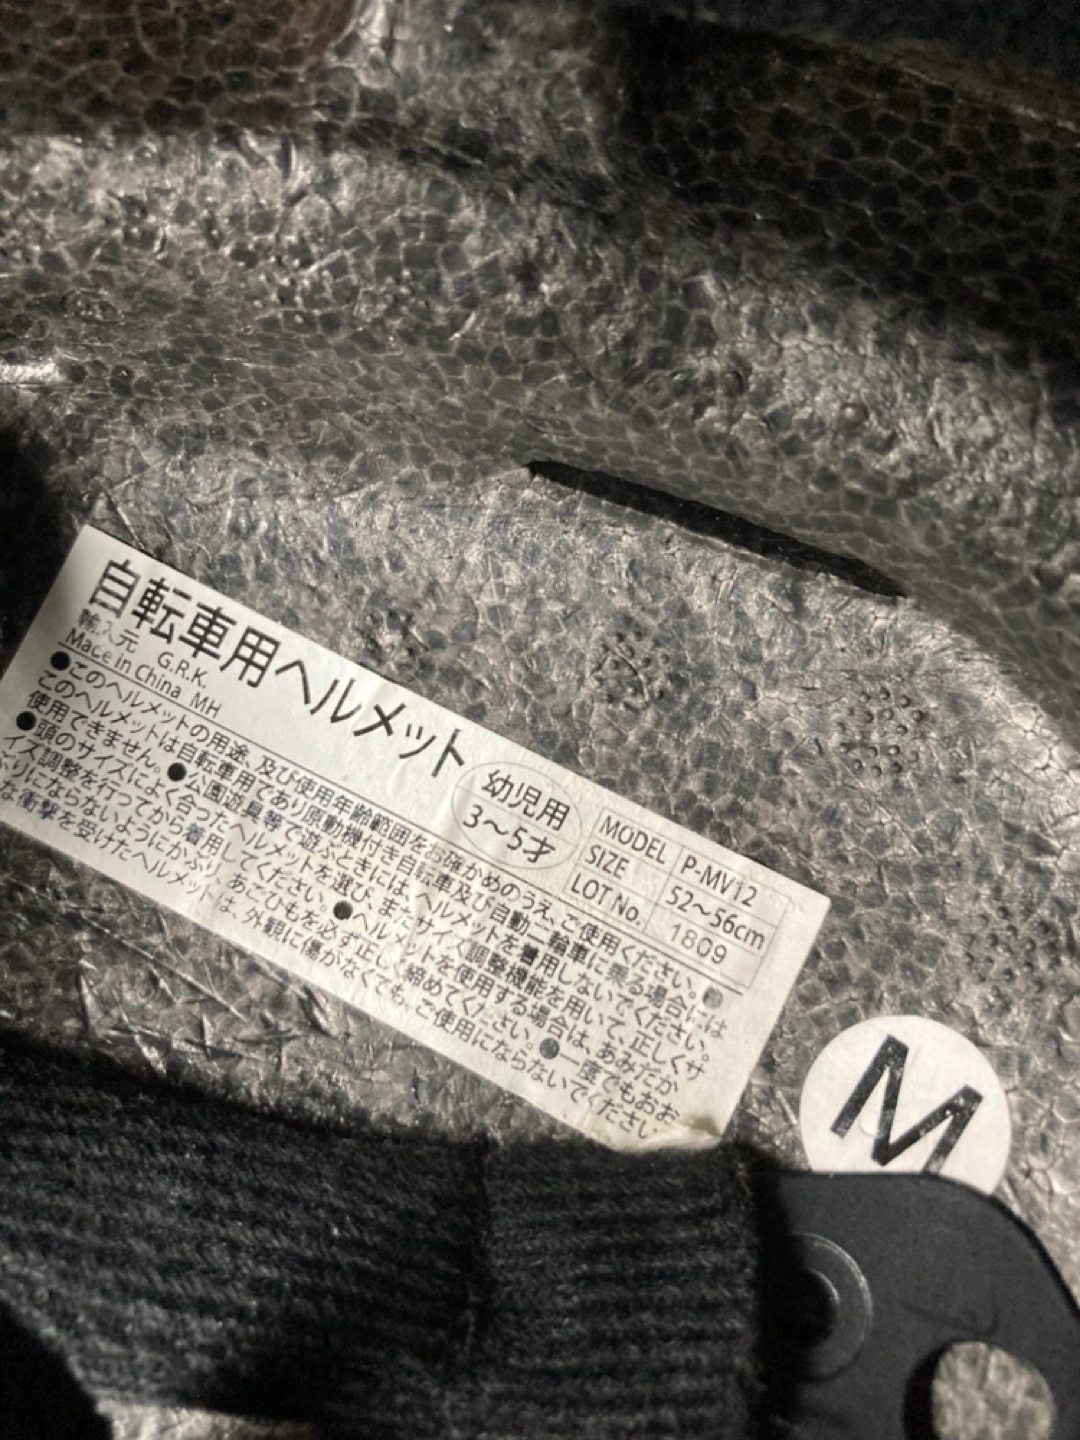 自転車用ヘルメット
幼児用
3～5才
輸入元 G.R.K.
Made in China MH
MODEL P-MV12
SIZE 52～56cm
LOT No. 1809
●このヘルメットの用途、及び使用年齢範囲をお確かめのうえ、ご使用ください。●
このヘルメットは自転車用であり原動機付き自転車及び自動二輪車に乗る場合には
使用できません。●公園遊具等で遊ぶときには、ヘルメットを着用しないでください。
●頭のサイズによく合ったヘルメットを選び、またサイズ調整機能を用いて、正しくサ
イズ調整を行ってから着用してください。●ヘルメットを使用する場合は、あみだか
ぶりにならないようにかぶり、あごひもを必ず正しく締めてください。●一度でもおお
た衝撃を受けたヘルメットは、外観に傷がなくても、ご使用にならないでください
M